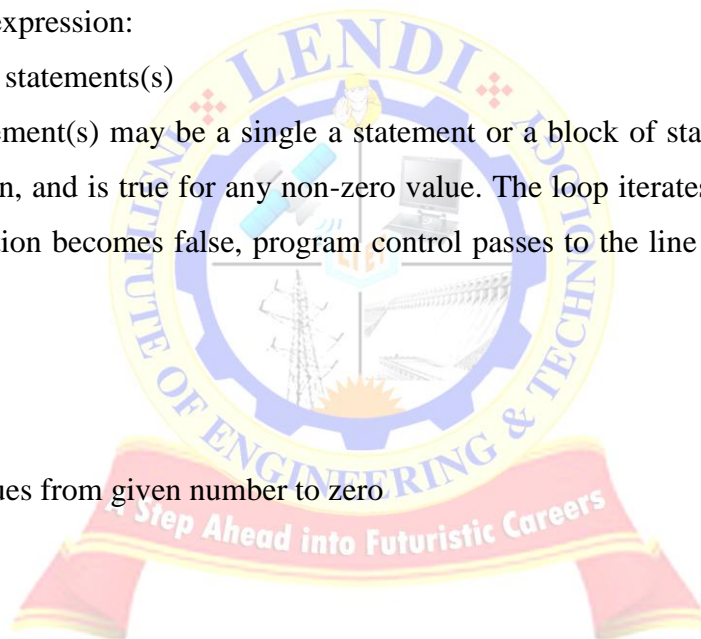 expression:
statements(s)
ement(s) may be a single a statement or a block of sta
n, and is true for any non-zero value. The loop iterates
tion becomes false, program control passes to the line
ues from given number to zero
LENDI
INSTITUTE OF ENGINEERING & TECHNOLOGY
A Step Ahead into Futuristic Careers